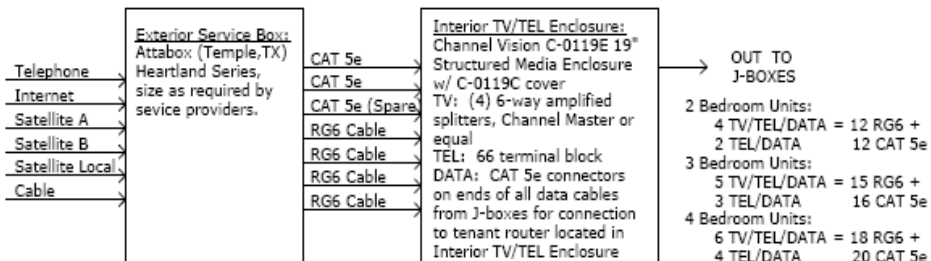 Telephone
Internet
Satellite A
Satellite B
Satellite Local
Cable
Exterior Service Box:
Attabox (Temple,TX)
Heartland Series,
size as required by
sevice providers.
CAT 5e
CAT 5e
CAT 5e (Spare
RG6 Cable
RG6 Cable
RG6 Cable
RG6 Cable
Interior TV/TEL Enclosure:
Channel Vision C-0119E 19"
Structured Media Enclosure
w/ C-0119C cover
TV: (4) 6-way amplified
splitters, Channel Master or
equal
TEL: 66 terminal block
DATA: CAT 5e connectors
on ends of all data cables
from J-boxes for connection
to tenant router located in
Interior TV/TEL Enclosure
OUT TO
J-BOXES
2 Bedroom Units:
4 TV/TEL/DATA = 12 RG6 +
2 TEL/DATA 12 CAT 5e
3 Bedroom Units:
5 TV/TEL/DATA = 15 RG6 +
3 TEL/DATA 16 CAT 5e
4 Bedroom Units:
6 TV/TEL/DATA = 18 RG6 +
4 TEL/DATA 20 CAT 5e